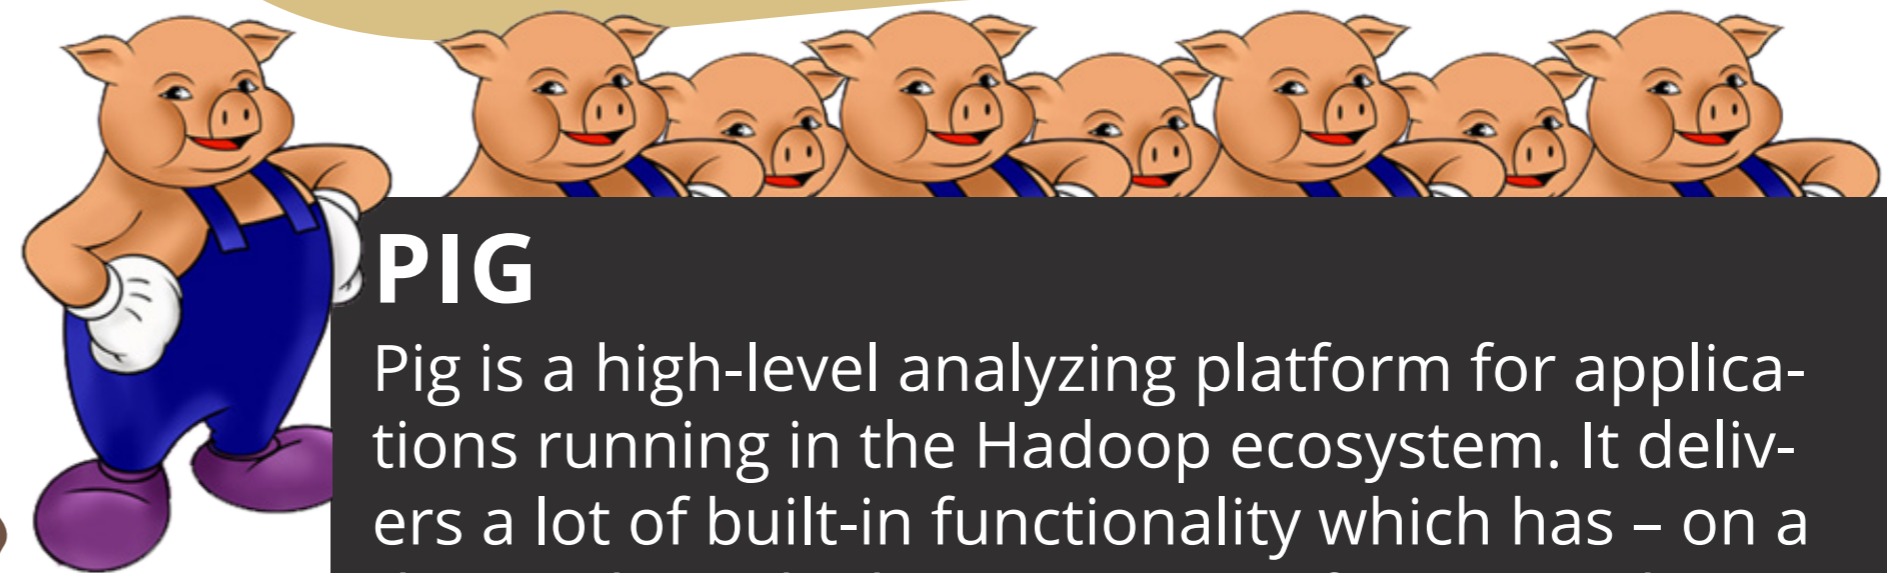 PIG
Pig is a high-level analyzing platform for applica-
tions running in the Hadoop ecosystem. It deliv-
ers a lot of built-in functionality which has – on a